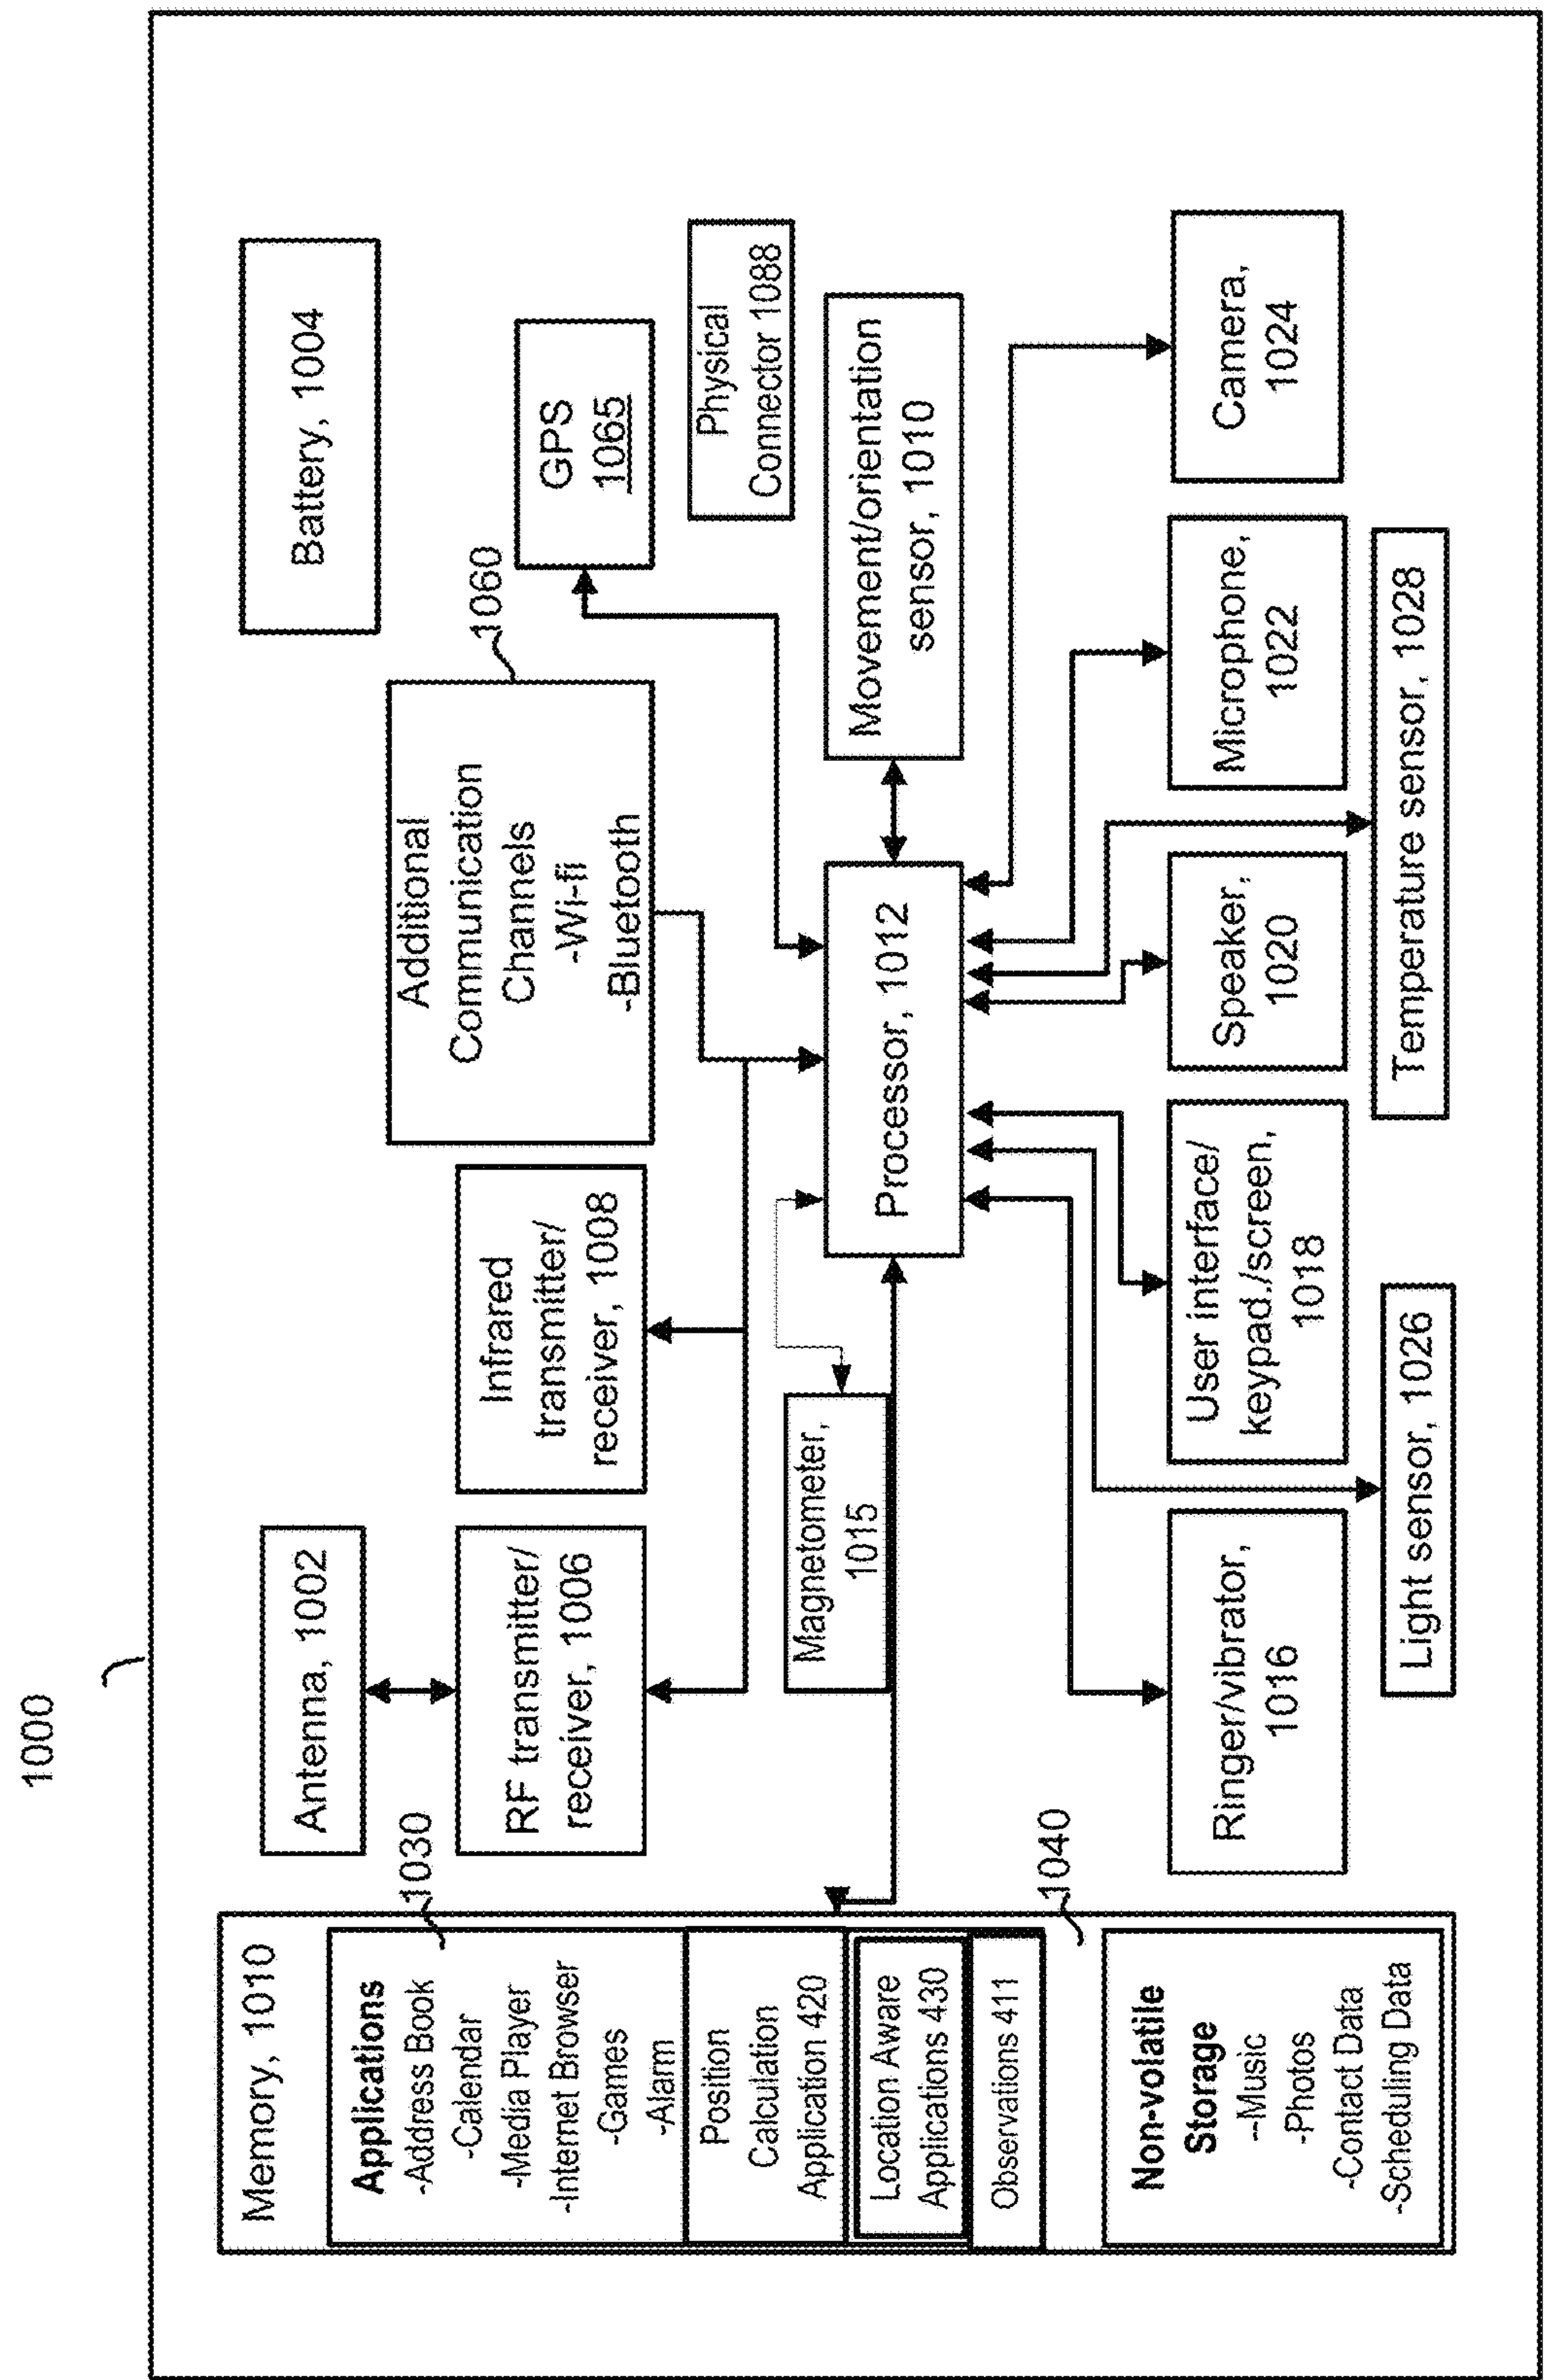 1000
Memory, 1010
Applications
-Address Book
-Calendar
-Media Player
-Internet Browser
-Games
-Alarm
1030
Position
Calculation
Application 420
Location Aware
Applications 430
Observations 411
1040
Non-volatile
Storage
--Music
-Photos
-Contact Data
-Scheduling Data
Antenna, 1002
RF transmitter/
receiver, 1006
Infrared
transmitter/
receiver, 1008
Additional
Communication
Channels
-Wi-fi
-Bluetooth
1060
Battery, 1004
GPS
1065
Physical
Connector 1088
Magnetometer,
1015
Processor, 1012
Movement/orientation
sensor, 1010
Ringer/vibrator,
1016
User interface/
keypad./screen,
1018
Speaker,
1020
Microphone,
1022
Camera,
1024
Light sensor, 1026
Temperature sensor, 1028